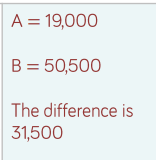 A = 19,000
B = 50,500
The difference is
31,500